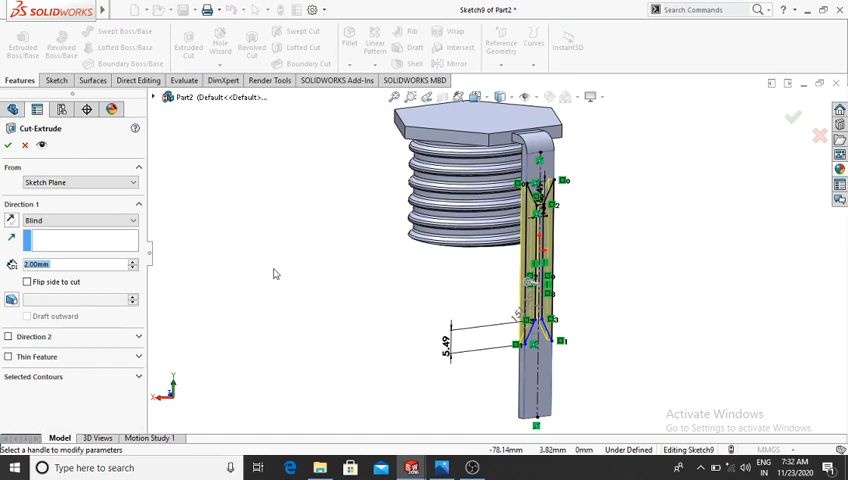 SOLIDWORKS
Sketch9 of Part2 *
Search Commands
Extruded Boss/Base
Revolved Boss/Base
Swept Boss/Base
Lofted Boss/Base
Boundary Boss/Base
Extruded Cut
Hole Wizard
Revolved Cut
Swept Cut
Lofted Cut
Boundary Cut
Fillet
Linear Pattern
Rib
Draft
Shell
Wrap
Intersect
Mirror
Reference Geometry
Curves
Instant3D
Features
Sketch
Surfaces
Direct Editing
Evaluate
DimXpert
Render Tools
SOLIDWORKS Add-Ins
SOLIDWORKS MBD
Part2 (Default<<Default>...
Cut-Extrude
From
Sketch Plane
Direction 1
Blind
2.00mm
Flip side to cut
Draft outward
Direction 2
Thin Feature
Selected Contours
5.49
Y
X
Activate Windows
Go to Settings to activate Windows.
Model
3D Views
Motion Study 1
Select a handle to modify parameters
-78.14mm
3.82mm
0mm
Under Defined
Editing Sketch9
MMGS
Type here to search
ENG
IN
7:32 AM
11/23/2020